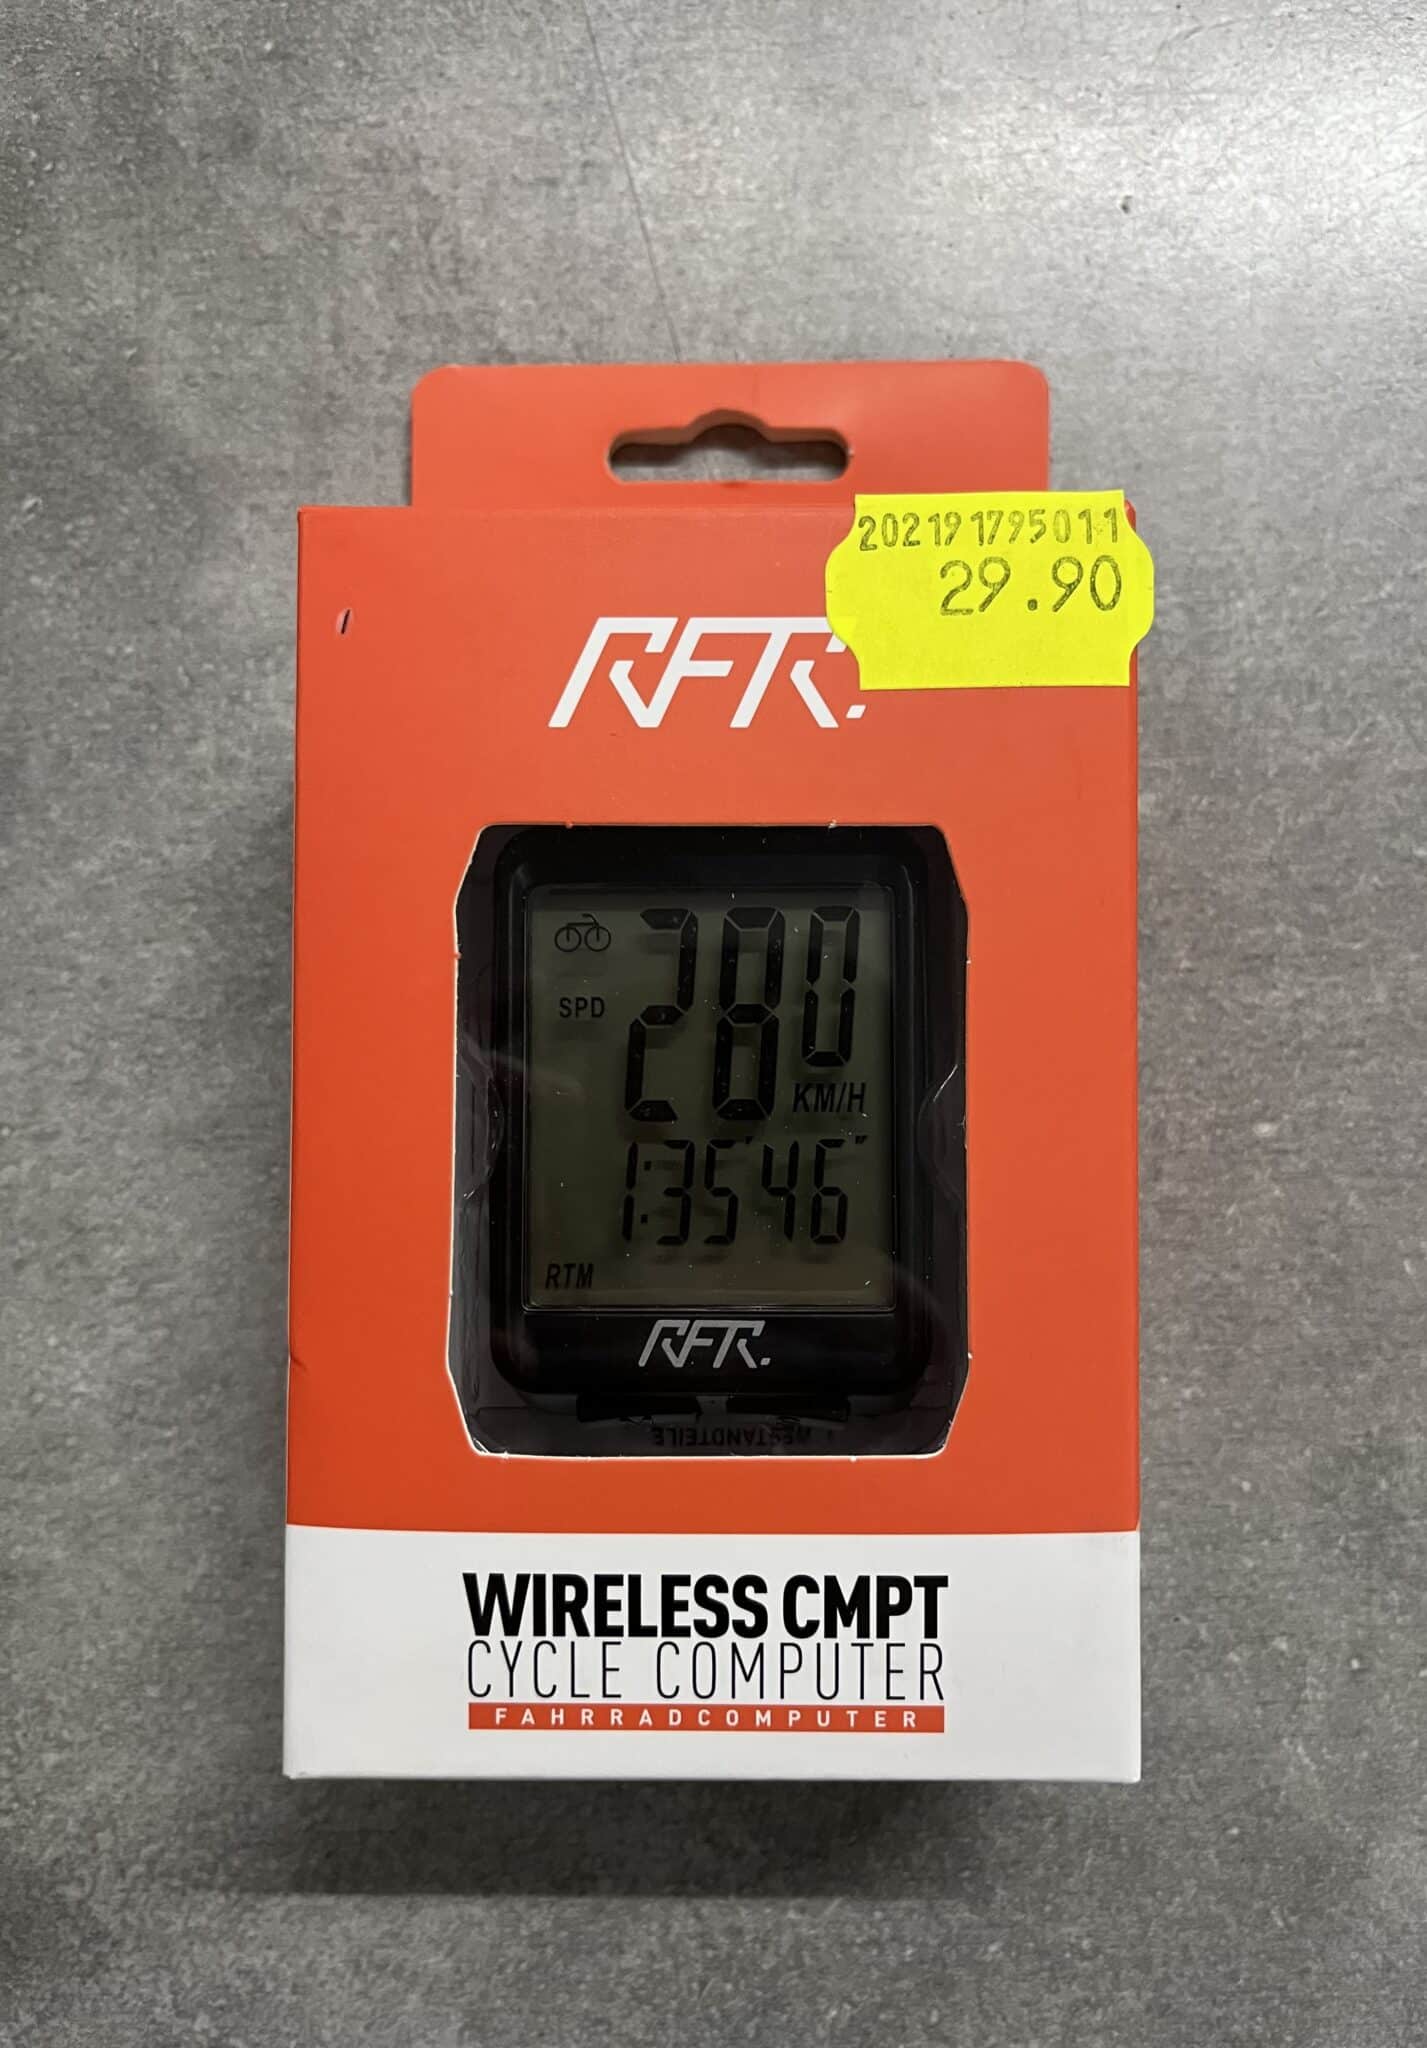 202191795011
29.90
RFR.
280
SPD
KM/H
1:35'46"
RTM
RFR.
WIRELESS CMPT
CYCLE COMPUTER
FAHRRADCOMPUTER